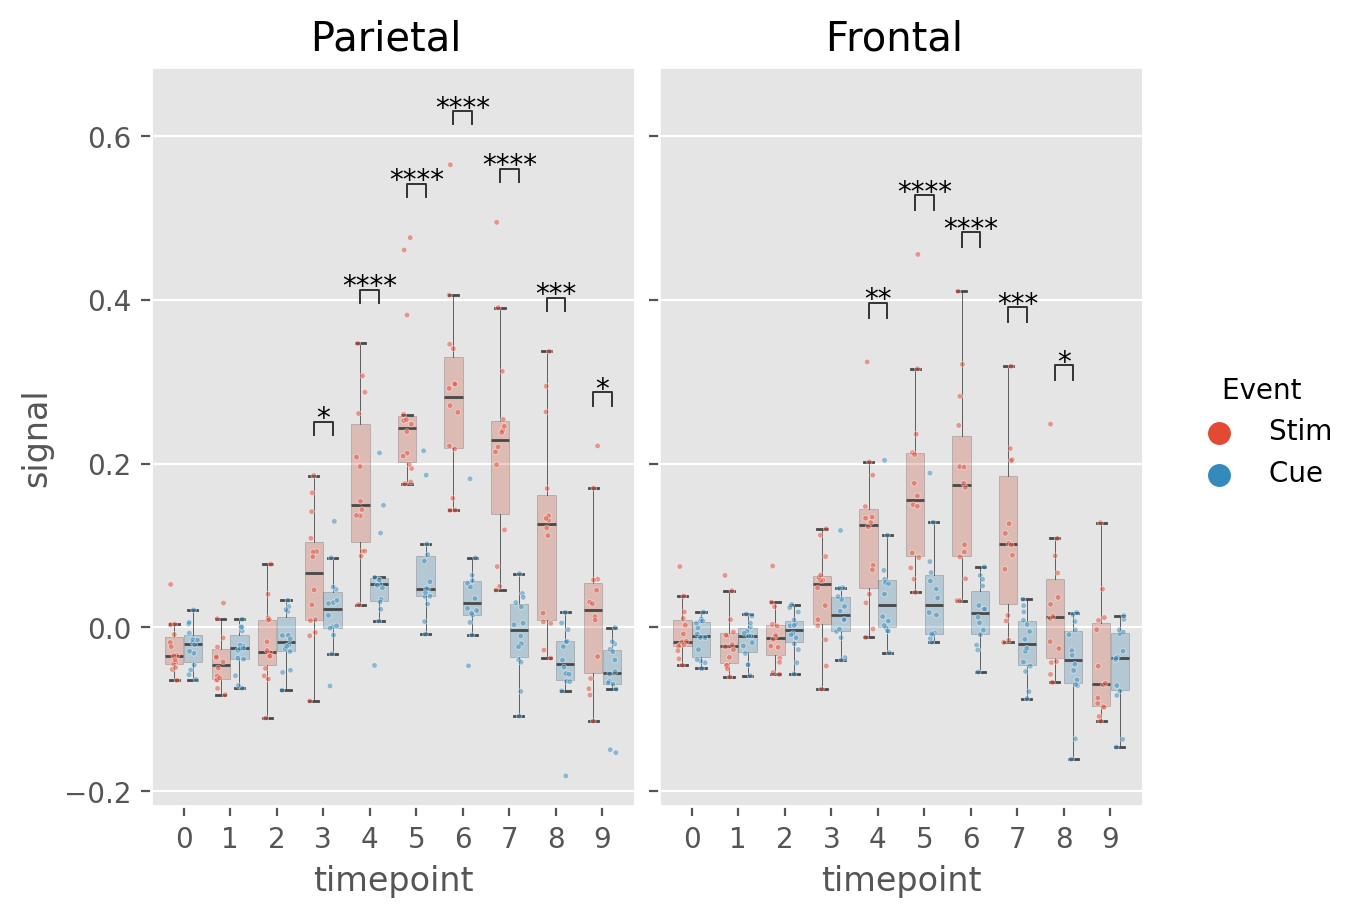 Parietal
Frontal
****
****
****
****
***
*
*
****
****
**
***
*
0.6
0.4
0.2
0.0
−0.2
signal
0 1 2 3 4 5 6 7 8 9
0 1 2 3 4 5 6 7 8 9
timepoint
timepoint
Event
Stim
Cue